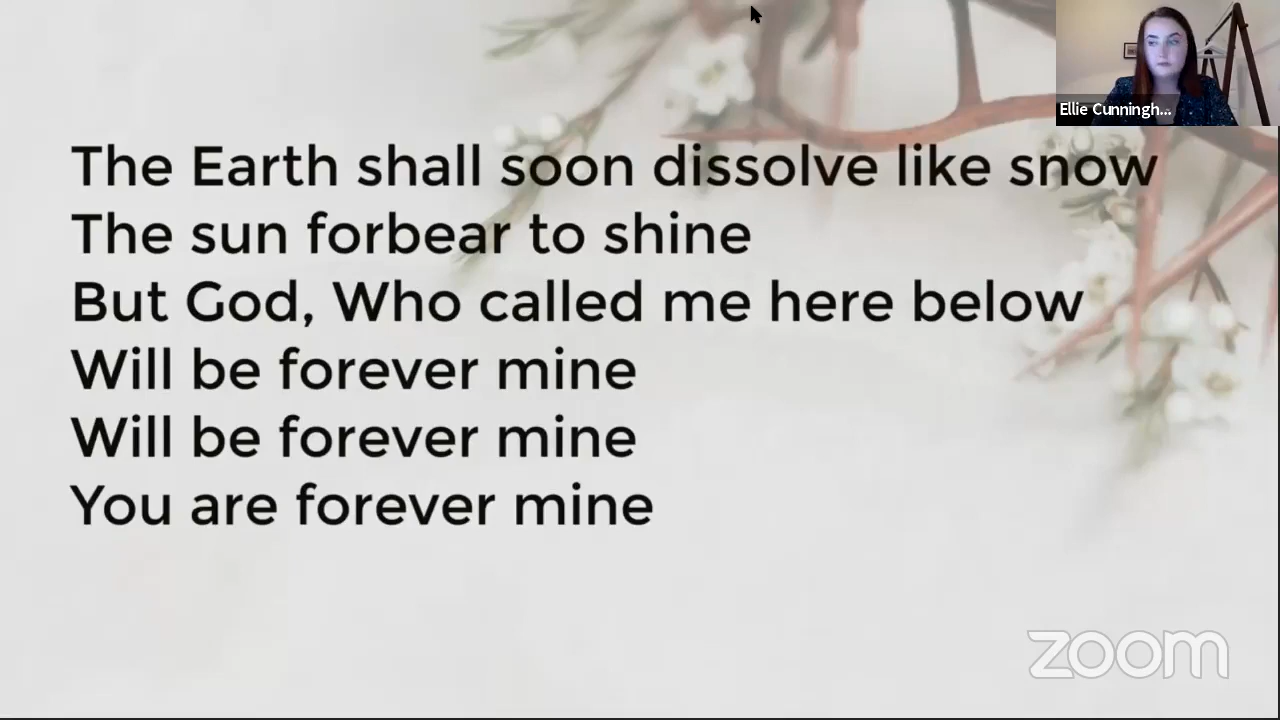 Ellie Cunningh...
The Earth shall soon dissolve like snow
The sun forbear to shine
But God, Who called me here below
Will be forever mine
Will be forever mine
You are forever mine
zoom